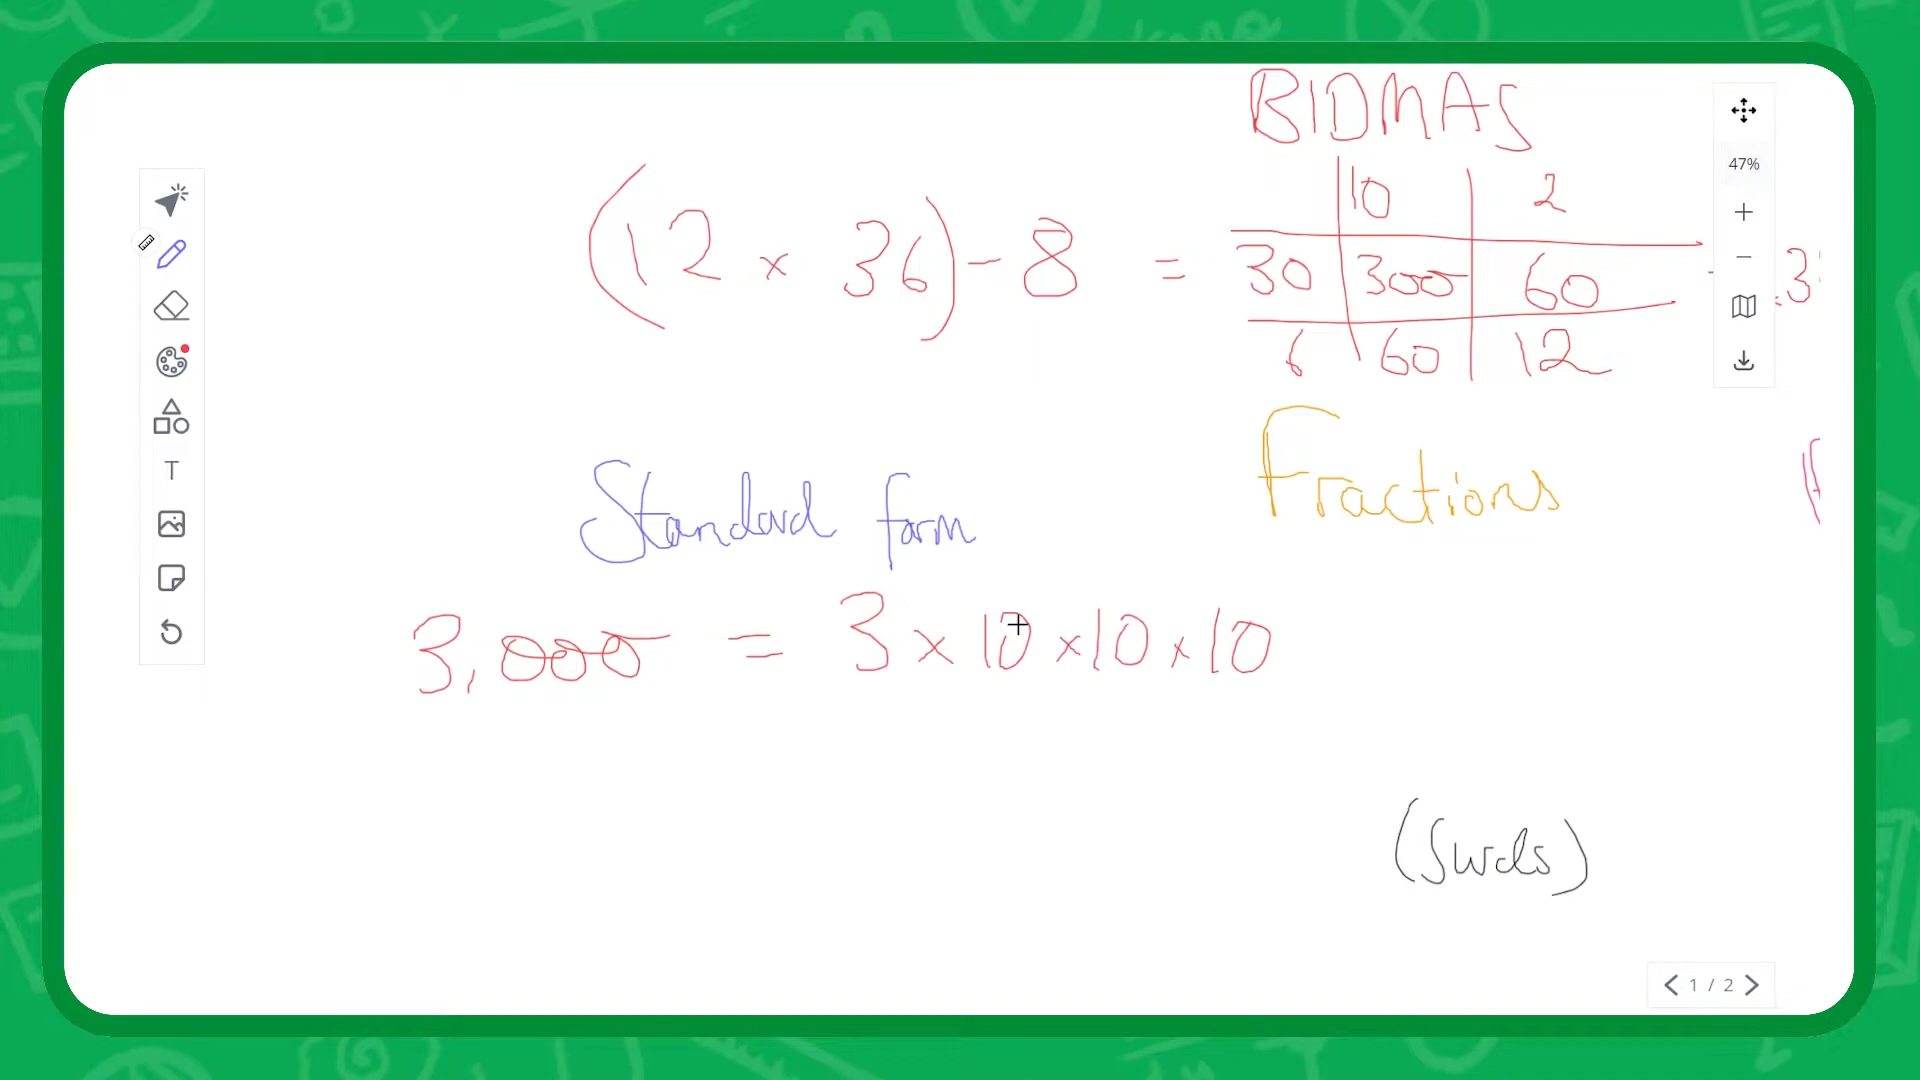 BIDMAS
47%
10 2
(12 × 36) - 8 = 30 300 60
6 60 12
Standard form
Fractions
3,000 = 3 × 10 × 10 × 10
(Surds)
1 / 2